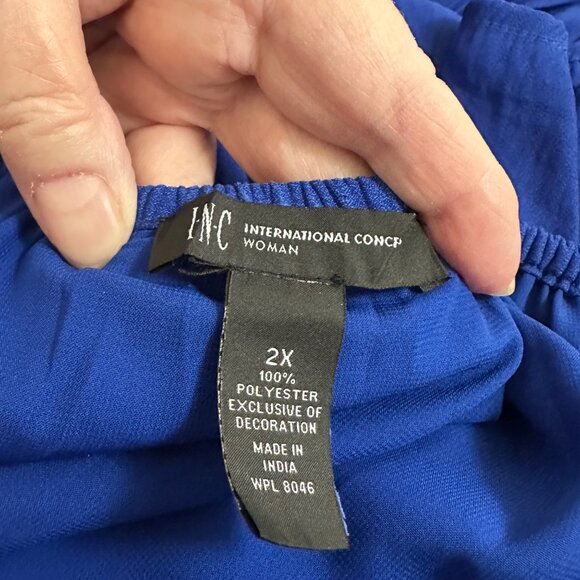 I·N·C INTERNATIONAL CONCP
WOMAN
2X
100%
POLYESTER
EXCLUSIVE OF
DECORATION
MADE IN
INDIA
WPL 8046